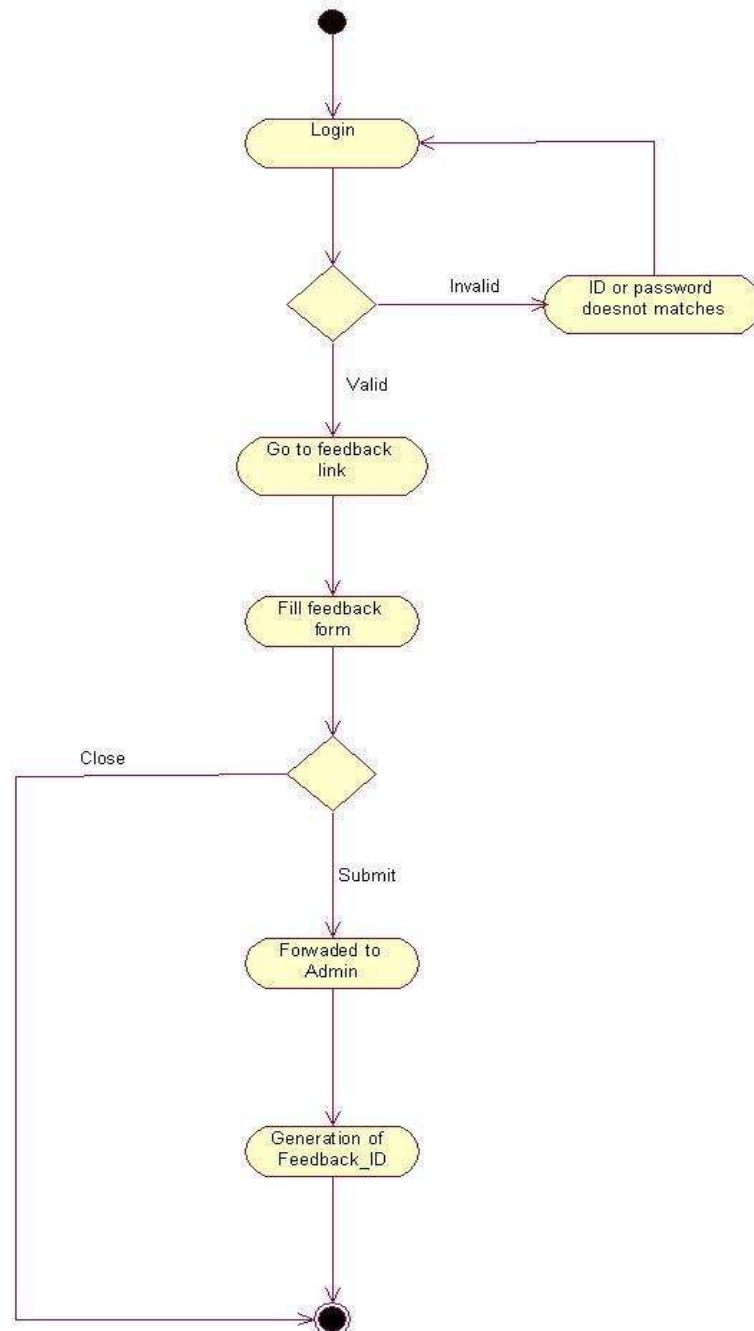 Login
Invalid
ID or password
doesnot matches
Valid
Go to feedback
link
Fill feedback
form
Close
Submit
Forwaded to
Admin
Generation of
Feedback_ID